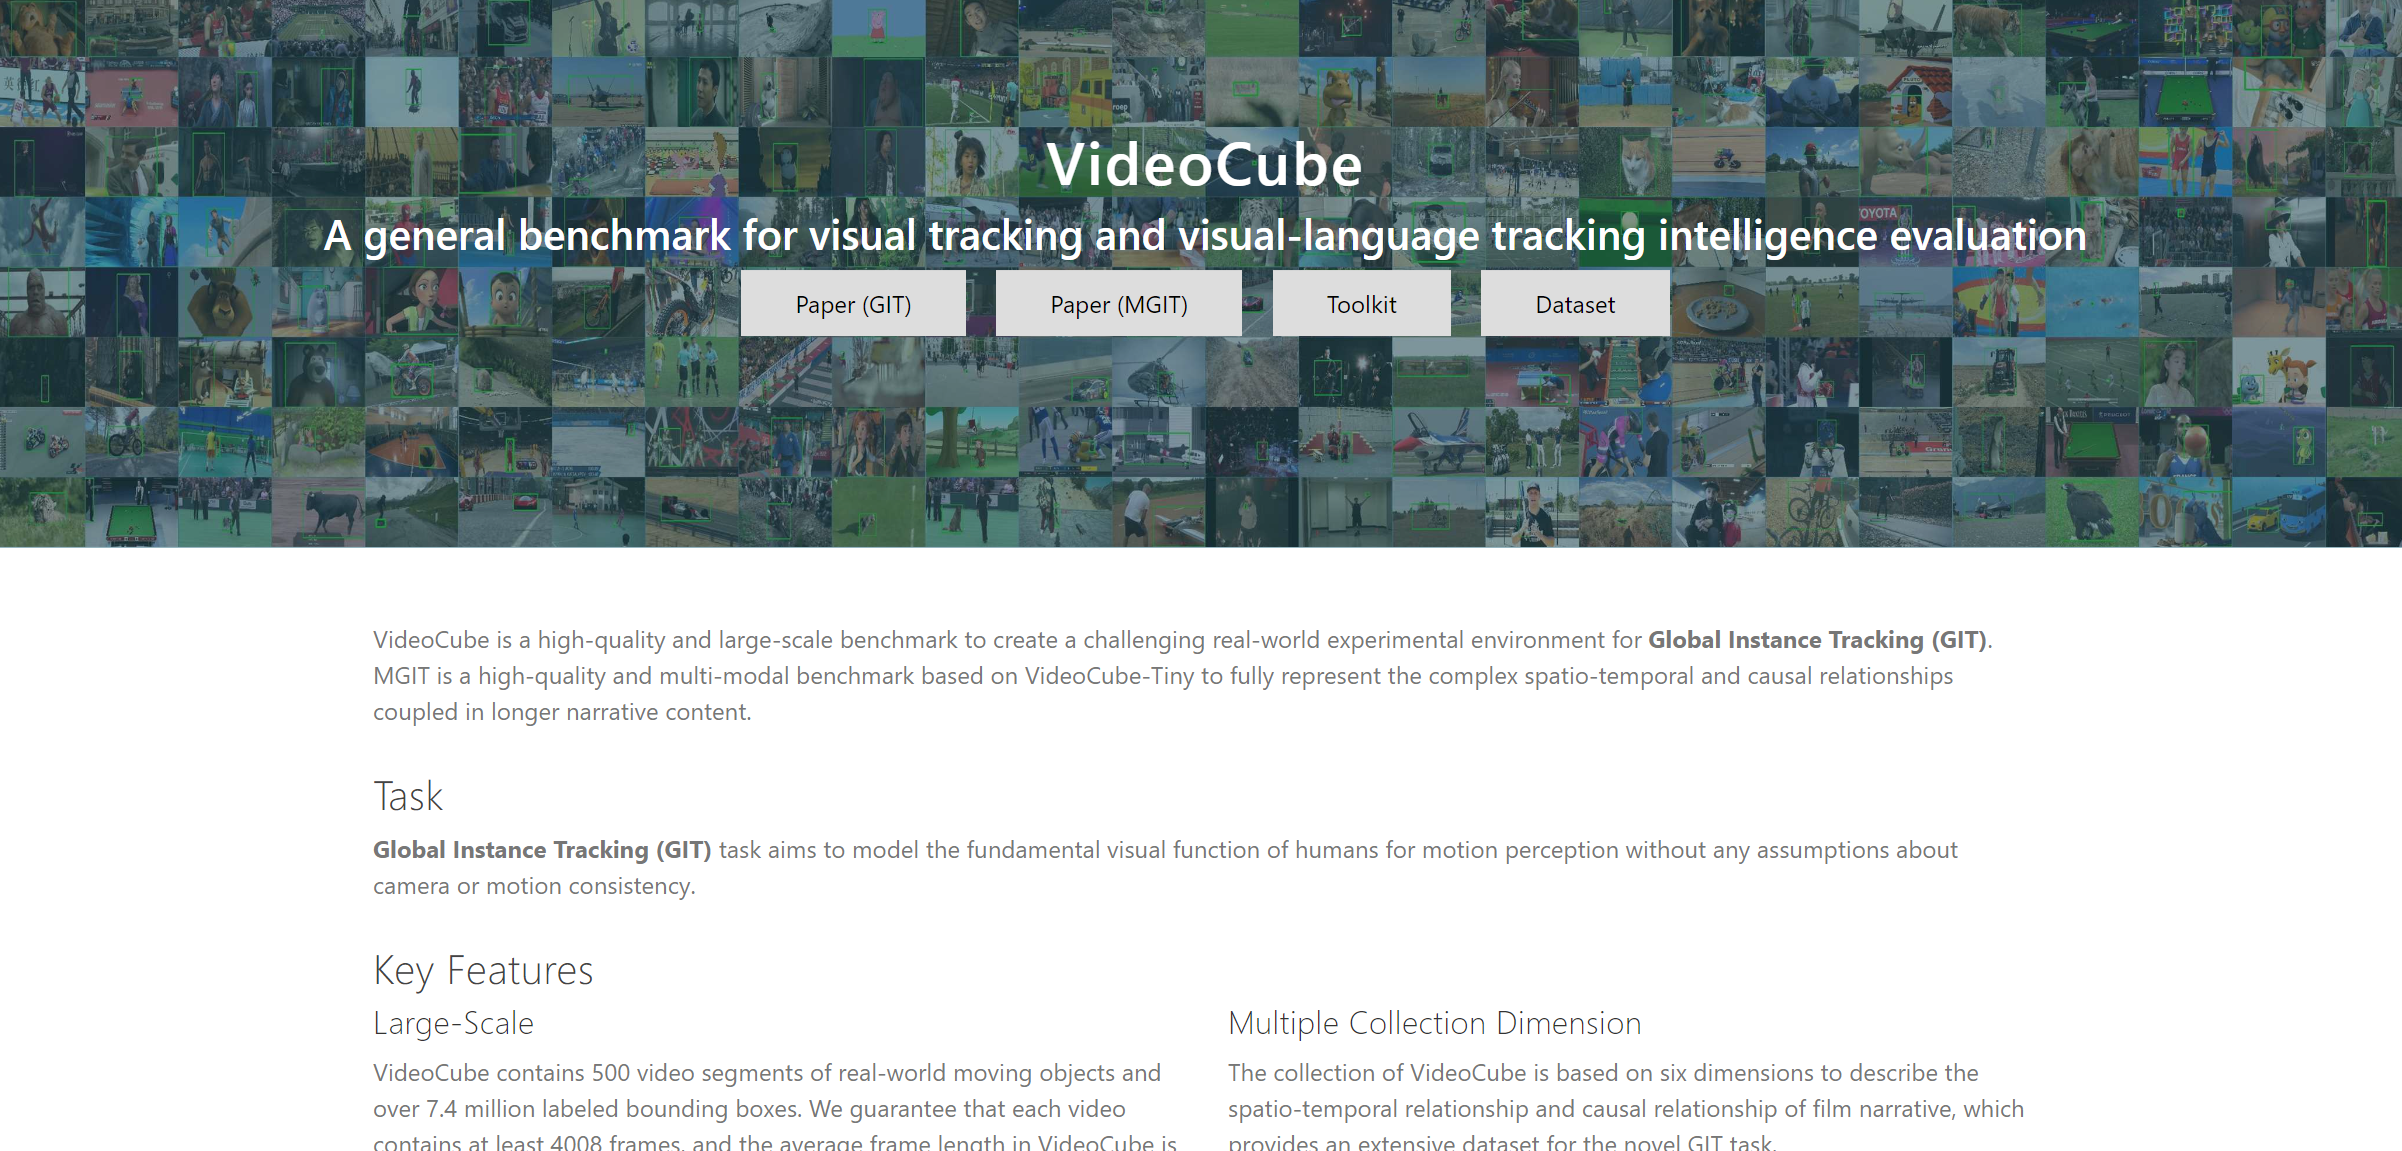 VideoCube
A general benchmark for visual tracking and visual-language tracking intelligence evaluation
Paper (GIT)
Paper (MGIT)
Toolkit
Dataset
VideoCube is a high-quality and large-scale benchmark to create a challenging real-world experimental environment for Global Instance Tracking (GIT).
MGIT is a high-quality and multi-modal benchmark based on VideoCube-Tiny to fully represent the complex spatio-temporal and causal relationships
coupled in longer narrative content.
Task
Global Instance Tracking (GIT) task aims to model the fundamental visual function of humans for motion perception without any assumptions about
camera or motion consistency.
Key Features
Large-Scale
VideoCube contains 500 video segments of real-world moving objects and
over 7.4 million labeled bounding boxes. We guarantee that each video
contains at least 4008 frames, and the average frame length in VideoCube is
Multiple Collection Dimension
The collection of VideoCube is based on six dimensions to describe the
spatio-temporal relationship and causal relationship of film narrative, which
provides an extensive dataset for the novel GIT task.
TOYOTA